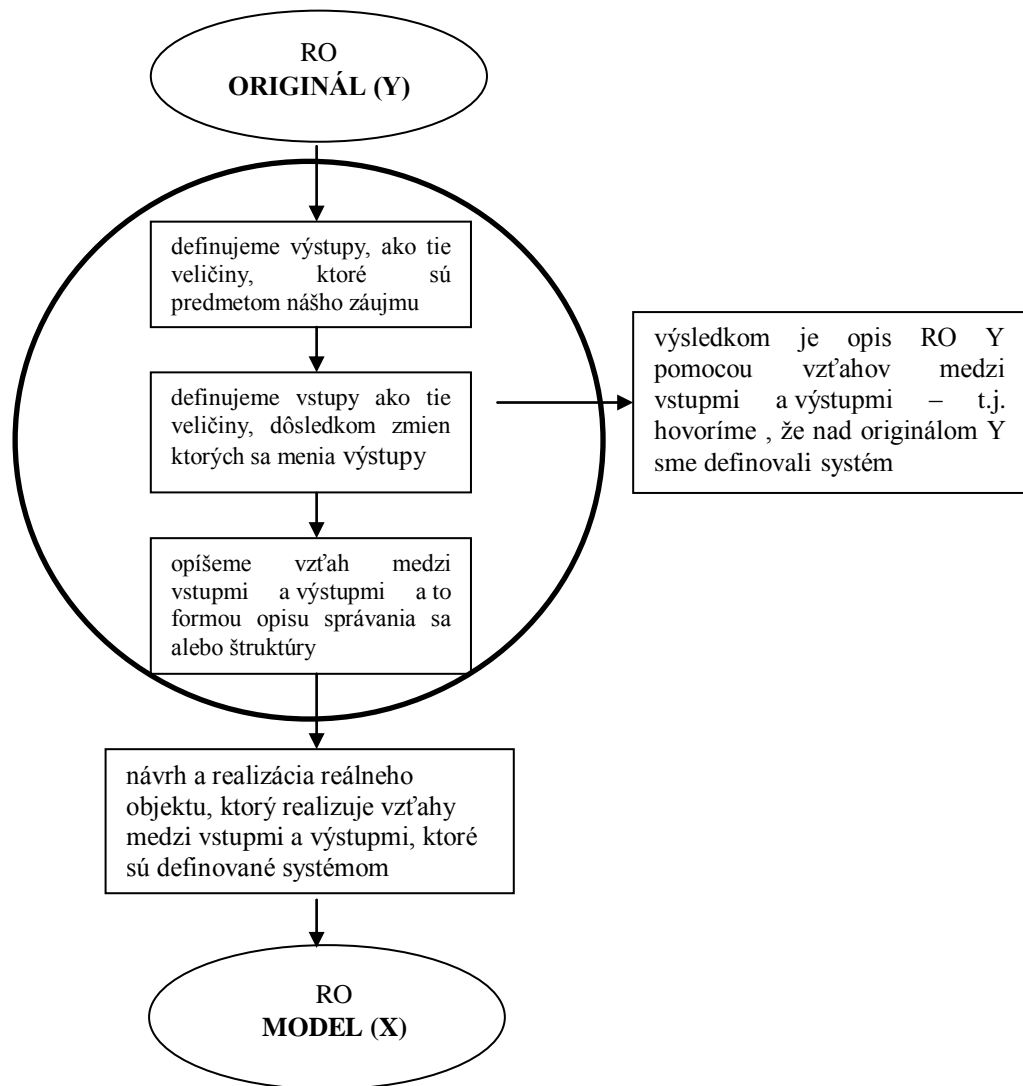 RO
ORIGINÁL (Y)
definujeme výstupy, ako tie
veličiny, ktoré sú
predmetom nášho záujmu
definujeme vstupy ako tie
veličiny, dôsledkom zmien
ktorých sa menia výstupy
výsledkom je opis RO Y
pomocou vzťahov medzi
vstupmi a výstupmi – t.j.
hovoríme , že nad originálom Y
sme definovali systém
opíšeme vzťah medzi
vstupmi a výstupmi a to
formou opisu správania sa
alebo štruktúry
návrh a realizácia reálneho
objektu, ktorý realizuje vzťahy
medzi vstupmi a výstupmi, ktoré
sú definované systémom
RO
MODEL (X)